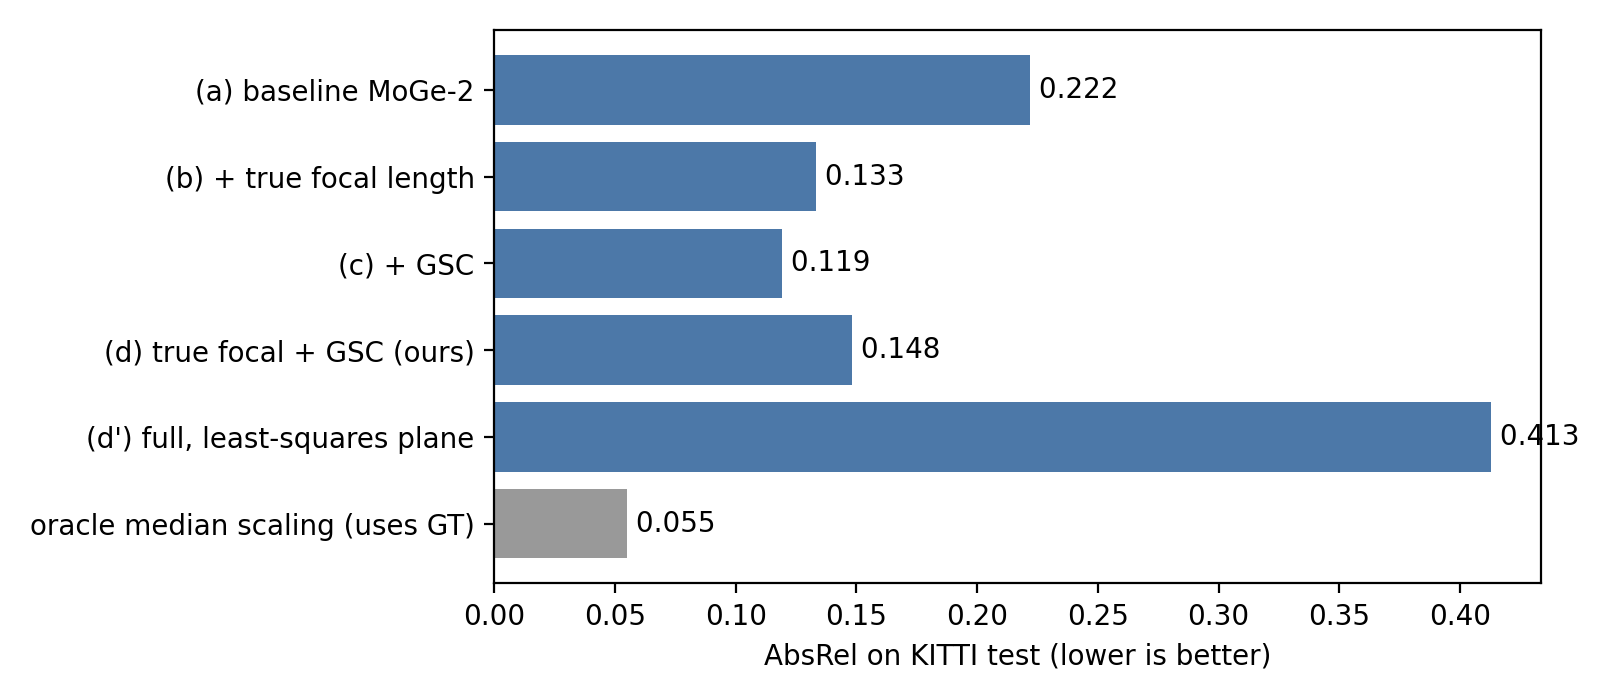 (a) baseline MoGe-2
0.222
(b) + true focal length
0.133
(c) + GSC
0.119
(d) true focal + GSC (ours)
0.148
(d') full, least-squares plane
0.413
oracle median scaling (uses GT)
0.055
0.00 0.05 0.10 0.15 0.20 0.25 0.30 0.35 0.40
AbsRel on KITTI test (lower is better)